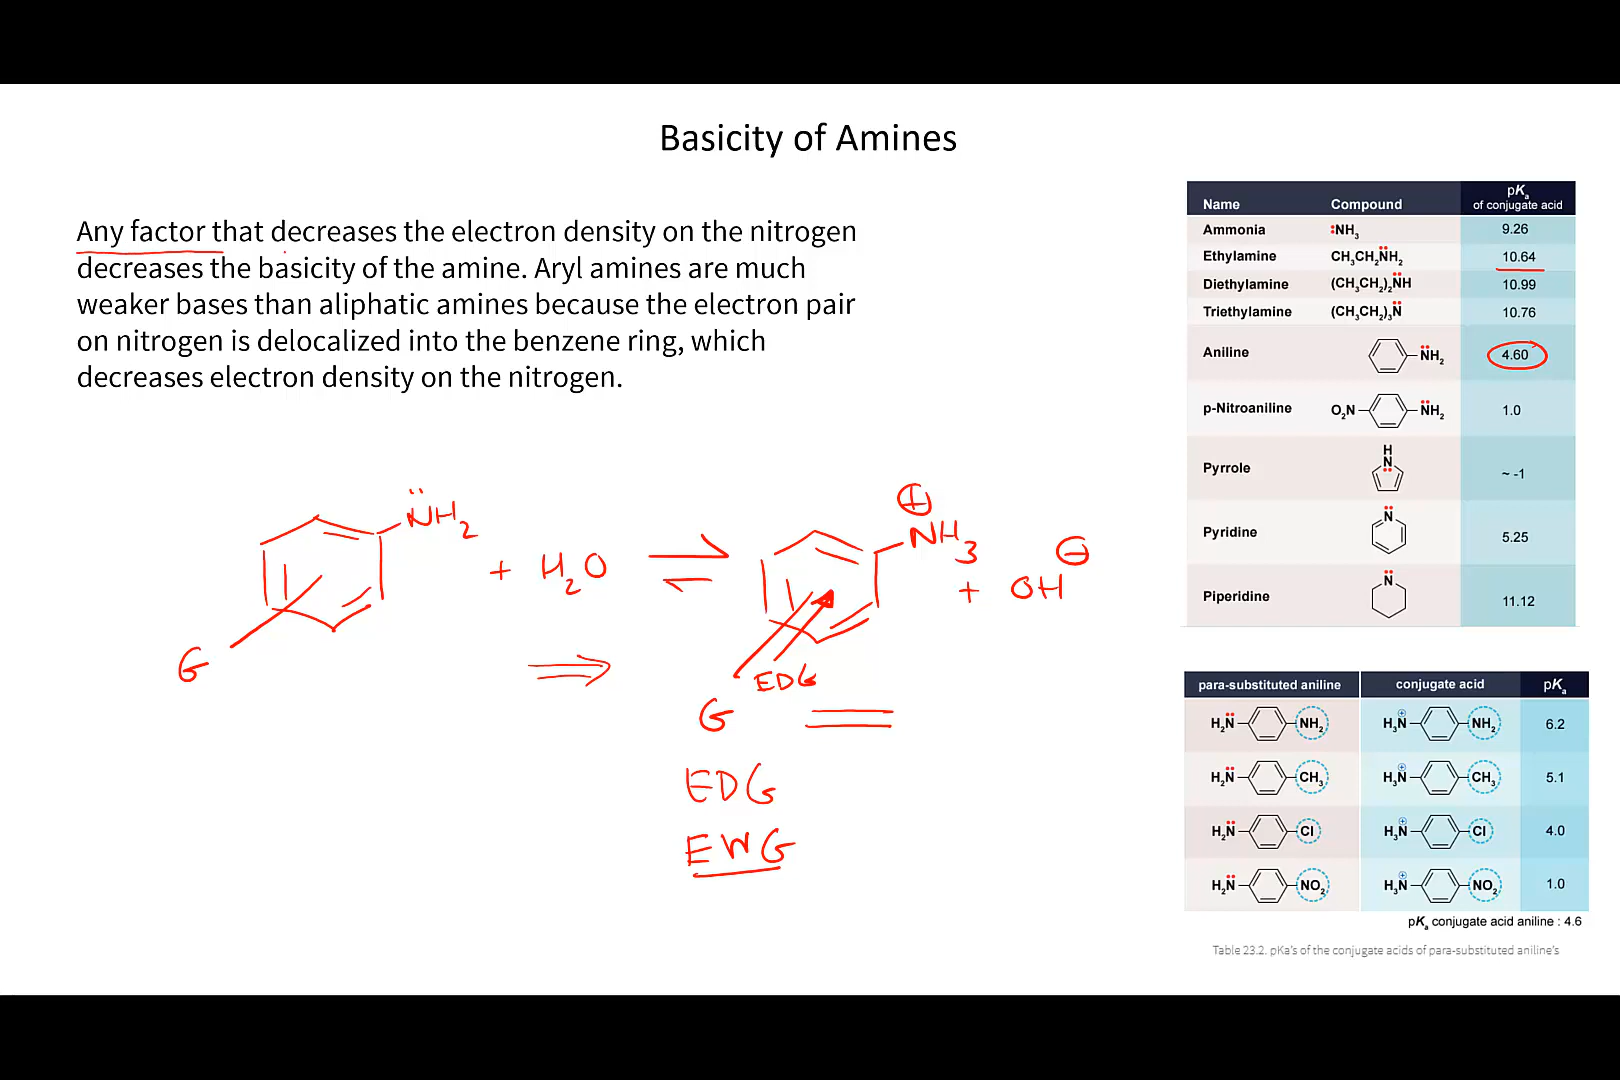 Basicity of Amines
Any factor that decreases the electron density on the nitrogen
decreases the basicity of the amine. Aryl amines are much
weaker bases than aliphatic amines because the electron pair
on nitrogen is delocalized into the benzene ring, which
decreases electron density on the nitrogen.
N̈H₂
+ H₂O ⇌
⊕
NH₃
+ OH ⊖
G
⇒
EDG
G
EDG
EWG
Name Compound pKₐ of conjugate acid
Ammonia :NH₃ 9.26
Ethylamine CH₃CH₂N̈H₂ 10.64
Diethylamine (CH₃CH₂)₂N̈H 10.99
Triethylamine (CH₃CH₂)₃N̈ 10.76
Aniline N̈H₂ 4.60
p-Nitroaniline O₂N N̈H₂ 1.0
Pyrrole H N ~ -1
Pyridine N̈ 5.25
Piperidine N̈ 11.12
para-substituted aniline conjugate acid pKₐ
H₂N̈ NH₂ H₃N⊕ NH₂ 6.2
H₂N̈ CH₃ H₃N⊕ CH₃ 5.1
H₂N̈ Cl H₃N⊕ Cl 4.0
H₂N̈ NO₂ H₃N⊕ NO₂ 1.0
pKₐ conjugate acid aniline : 4.6
Table 23.2. pKa's of the conjugate acids of para-substituted aniline's